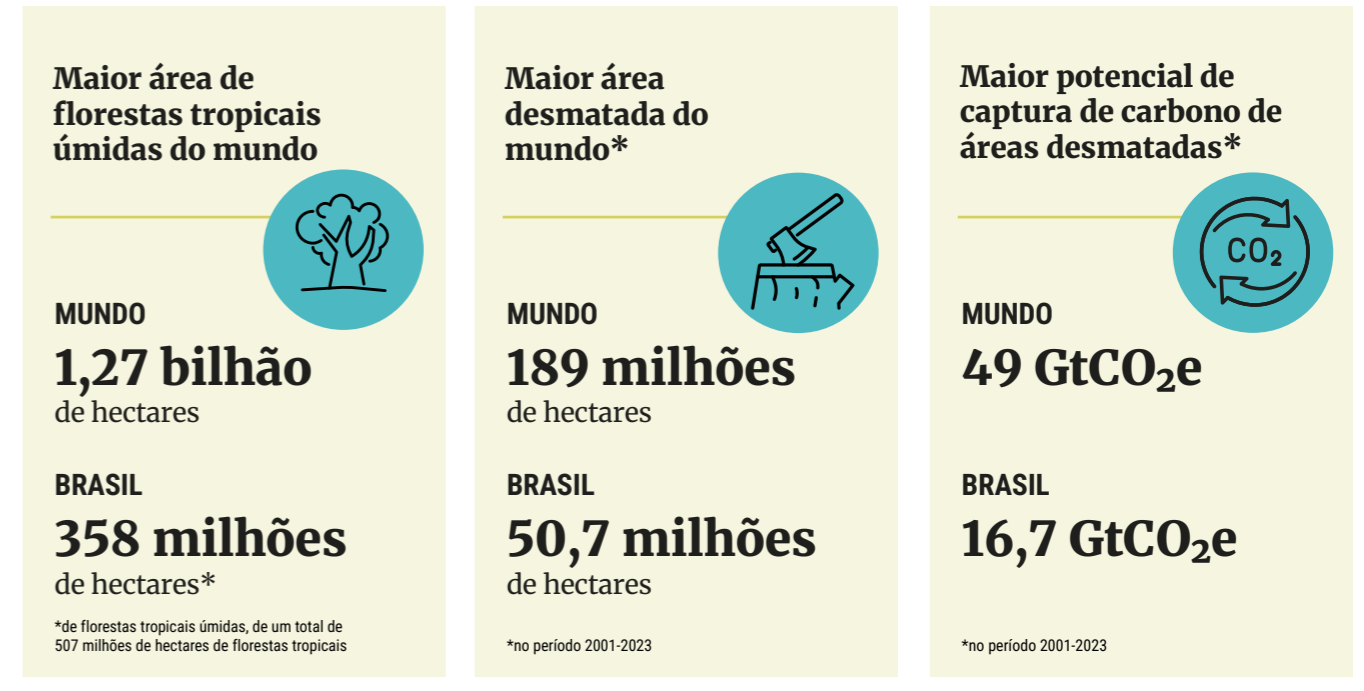 Maior área de
florestas tropicais
úmidas do mundo
MUNDO
1,27 bilhão
de hectares
BRASIL
358 milhões
de hectares*
*de florestas tropicais úmidas, de um total de
507 milhões de hectares de florestas tropicais
Maior área
desmatada do
mundo*
MUNDO
189 milhões
de hectares
BRASIL
50,7 milhões
de hectares
*no período 2001-2023
Maior potencial de
captura de carbono de
áreas desmatadas*
CO₂
MUNDO
49 GtCO₂e
BRASIL
16,7 GtCO₂e
*no período 2001-2023